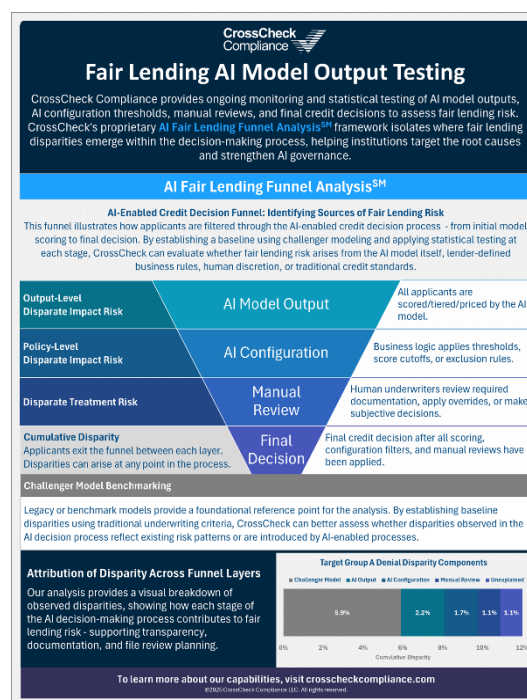 CrossCheck
Compliance
Fair Lending AI Model Output Testing
CrossCheck Compliance provides ongoing monitoring and statistical testing of AI model outputs,
AI configuration thresholds, manual reviews, and final credit decisions to assess fair lending risk.
CrossCheck's proprietary AI Fair Lending Funnel Analysis℠ framework isolates where fair lending
disparities emerge within the decision-making process, helping institutions target the root causes
and strengthen AI governance.
AI Fair Lending Funnel Analysis℠
AI-Enabled Credit Decision Funnel: Identifying Sources of Fair Lending Risk
This funnel illustrates how applicants are filtered through the AI-enabled credit decision process - from initial model
scoring to final decision. By establishing a baseline using challenger modeling and applying statistical testing at
each stage, CrossCheck can evaluate whether fair lending risk arises from the AI model itself, lender-defined
business rules, human discretion, or traditional credit standards.
Output-Level
Disparate Impact Risk
AI Model Output
All applicants are
scored/tiered/priced by the AI
model.
Policy-Level
Disparate Impact Risk
AI Configuration
Business logic applies thresholds,
score cutoffs, or exclusion rules.
Disparate Treatment Risk
Manual
Review
Human underwriters review required
documentation, apply overrides, or make
subjective decisions.
Cumulative Disparity
Applicants exit the funnel between each layer.
Disparities can arise at any point in the process.
Final
Decision
Final credit decision after all scoring,
configuration filters, and manual reviews have
been applied.
Challenger Model Benchmarking
Legacy or benchmark models provide a foundational reference point for the analysis. By establishing baseline
disparities using traditional underwriting criteria, CrossCheck can better assess whether disparities observed in the
AI decision process reflect existing risk patterns or are introduced by AI-enabled processes.
Attribution of Disparity Across Funnel Layers
Our analysis provides a visual breakdown of
observed disparities, showing how each stage of
the AI decision-making process contributes to fair
lending risk - supporting transparency,
documentation, and file review planning.
Target Group A Denial Disparity Components
Challenger Model AI Output AI Configuration Manual Review Unexplained
5.9% 2.2% 1.7% 1.1% 1.1%
0% 2% 4% 6% 8% 10% 12%
Cumulative Disparity
To learn more about our capabilities, visit crosscheckcompliance.com
©2025 CrossCheck Compliance LLC. All rights reserved.